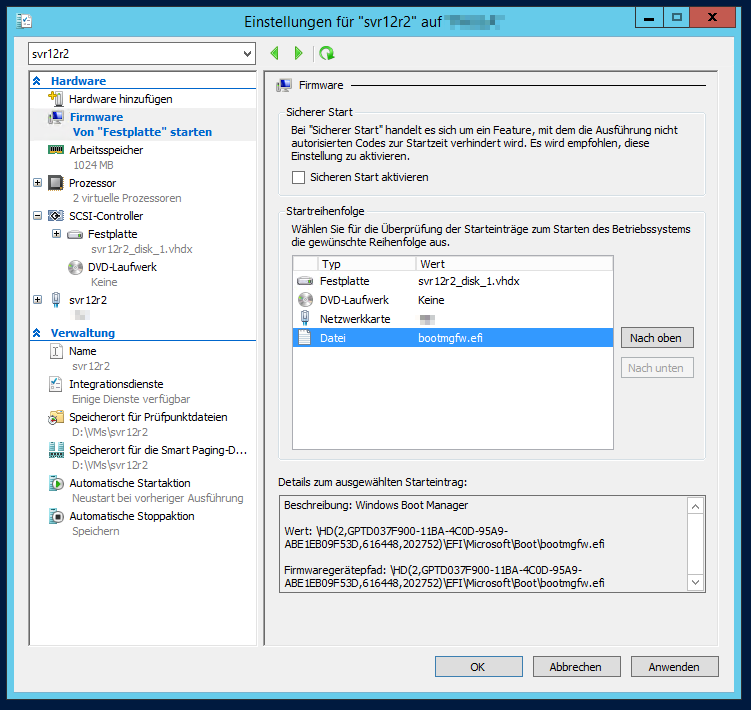 Einstellungen für "svr12r2" auf
svr12r2
Hardware
Hardware hinzufügen
Firmware
Von "Festplatte" starten
Arbeitsspeicher
1024 MB
Prozessor
2 virtuelle Prozessoren
SCSI-Controller
Festplatte
svr12r2_disk_1.vhdx
DVD-Laufwerk
Keine
svr12r2
Verwaltung
Name
svr12r2
Integrationsdienste
Einige Dienste verfügbar
Speicherort für Prüfpunktdateien
D:\VMs\svr12r2
Speicherort für die Smart Paging-D...
D:\VMs\svr12r2
Automatische Startaktion
Neustart bei vorheriger Ausführung
Automatische Stoppaktion
Speichern
Firmware
Sicherer Start
Bei "Sicherer Start" handelt es sich um ein Feature, mit dem die Ausführung nicht
autorisierten Codes zur Startzeit verhindert wird. Es wird empfohlen, diese
Einstellung zu aktivieren.
Sicheren Start aktivieren
Startreihenfolge
Wählen Sie für die Überprüfung der Starteinträge zum Starten des Betriebssystems
die gewünschte Reihenfolge aus.
Typ Wert
Festplatte svr12r2_disk_1.vhdx
DVD-Laufwerk Keine
Netzwerkkarte
Datei bootmgfw.efi
Nach oben
Nach unten
Details zum ausgewählten Starteintrag:
Beschreibung: Windows Boot Manager
Wert: \HD(2,GPTD037F900-11BA-4C0D-95A9-
ABE1EB09F53D,616448,202752)\EFI\Microsoft\Boot\bootmgfw.efi
Firmwaregerätepfad: \HD(2,GPTD037F900-11BA-4C0D-95A9-
ABE1EB09F53D,616448,202752)\EFI\Microsoft\Boot\bootmgfw.efi
OK
Abbrechen
Anwenden